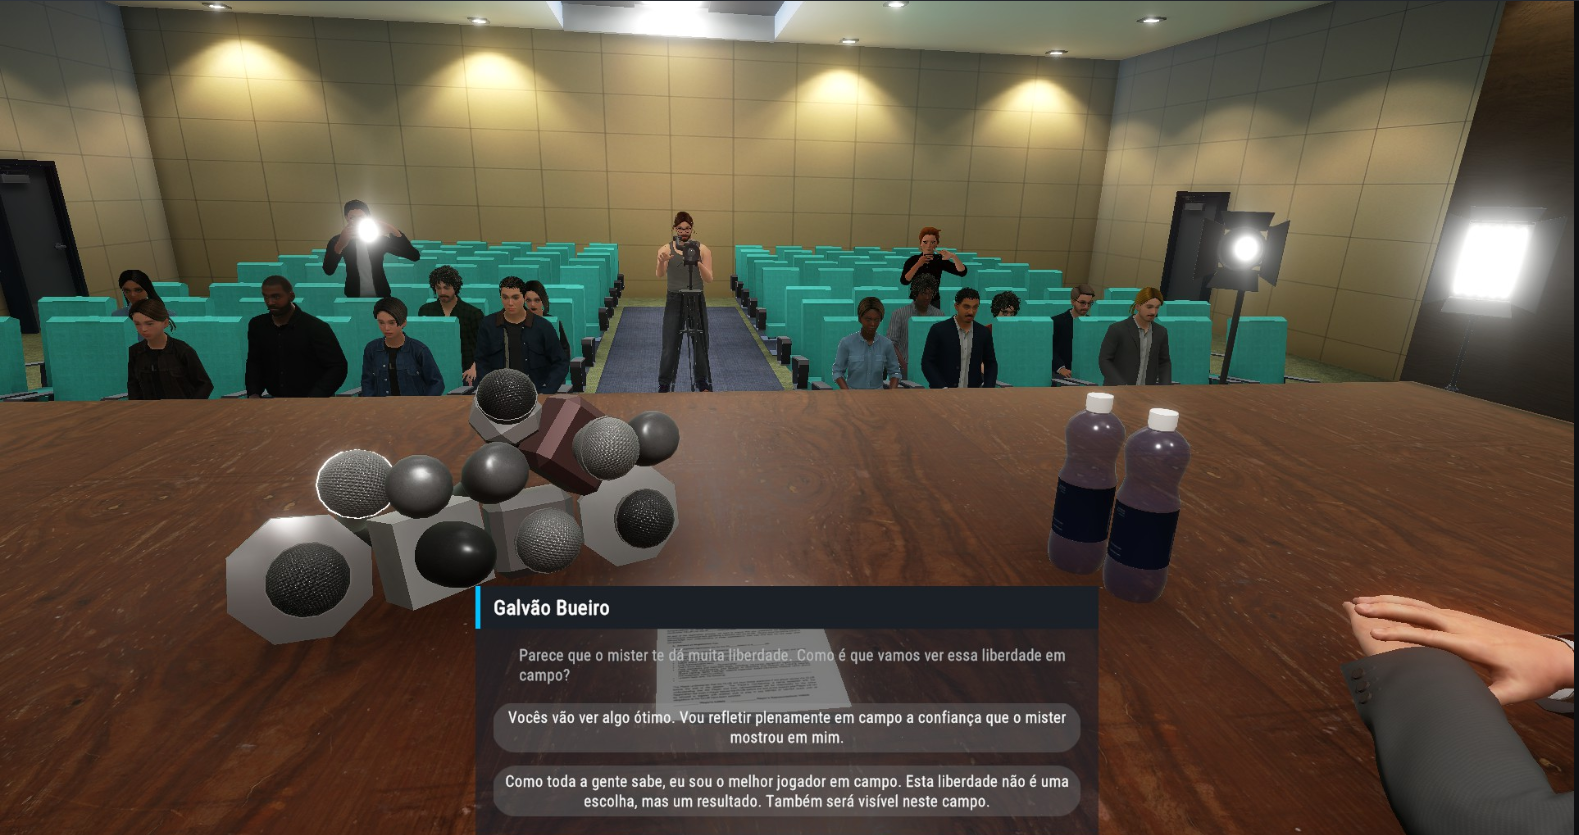 Galvão Bueiro
Parece que o mister te dá muita liberdade. Como é que vamos ver essa liberdade em
campo?
Vocês vão ver algo ótimo. Vou refletir plenamente em campo a confiança que o mister
mostrou em mim.
Como toda a gente sabe, eu sou o melhor jogador em campo. Esta liberdade não é uma
escolha, mas um resultado. Também será visível neste campo.